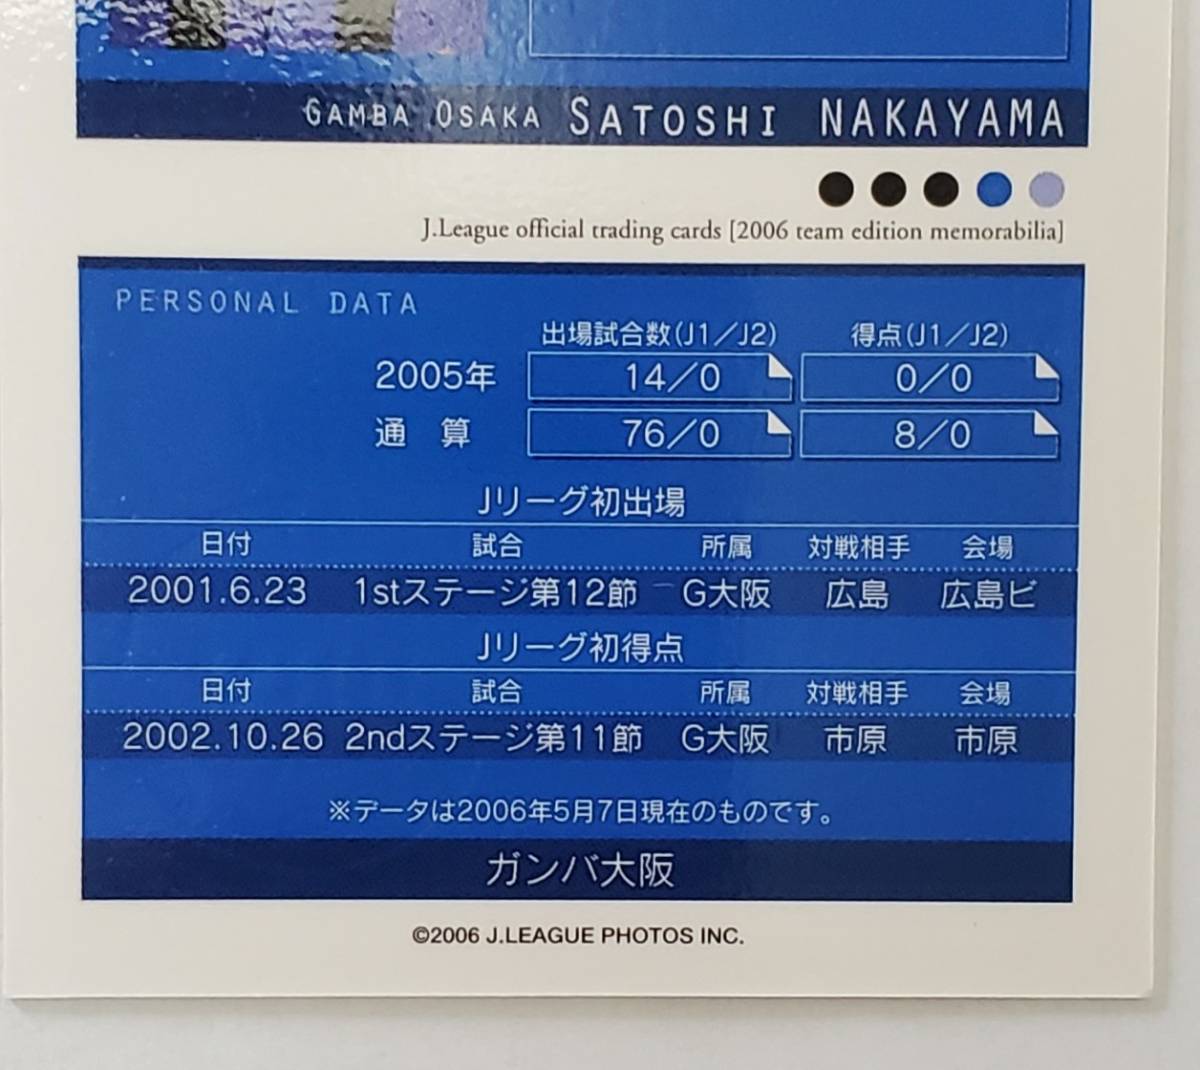 GAMBA OSAKA SATOSHI NAKAYAMA
J.League official trading cards [2006 team edition memorabilia]
PERSONAL DATA
出場試合数(J1/J2) 得点(J1/J2)
2005年 14/0 0/0
通 算 76/0 8/0
Jリーグ初出場
日付 試合 所属 対戦相手 会場
2001.6.23 1stステージ第12節 G大阪 広島 広島ビ
Jリーグ初得点
日付 試合 所属 対戦相手 会場
2002.10.26 2ndステージ第11節 G大阪 市原 市原
※データは2006年5月7日現在のものです。
ガンバ大阪
©2006 J.LEAGUE PHOTOS INC.